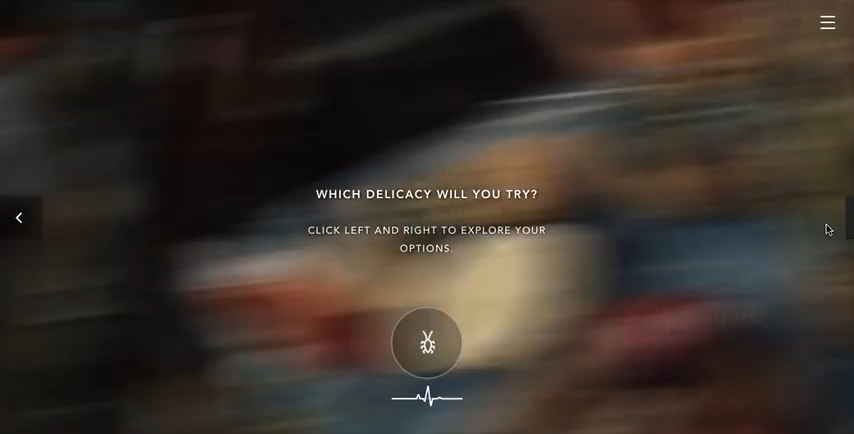 WHICH DELICACY WILL YOU TRY?
CLICK LEFT AND RIGHT TO EXPLORE YOUR
OPTIONS.